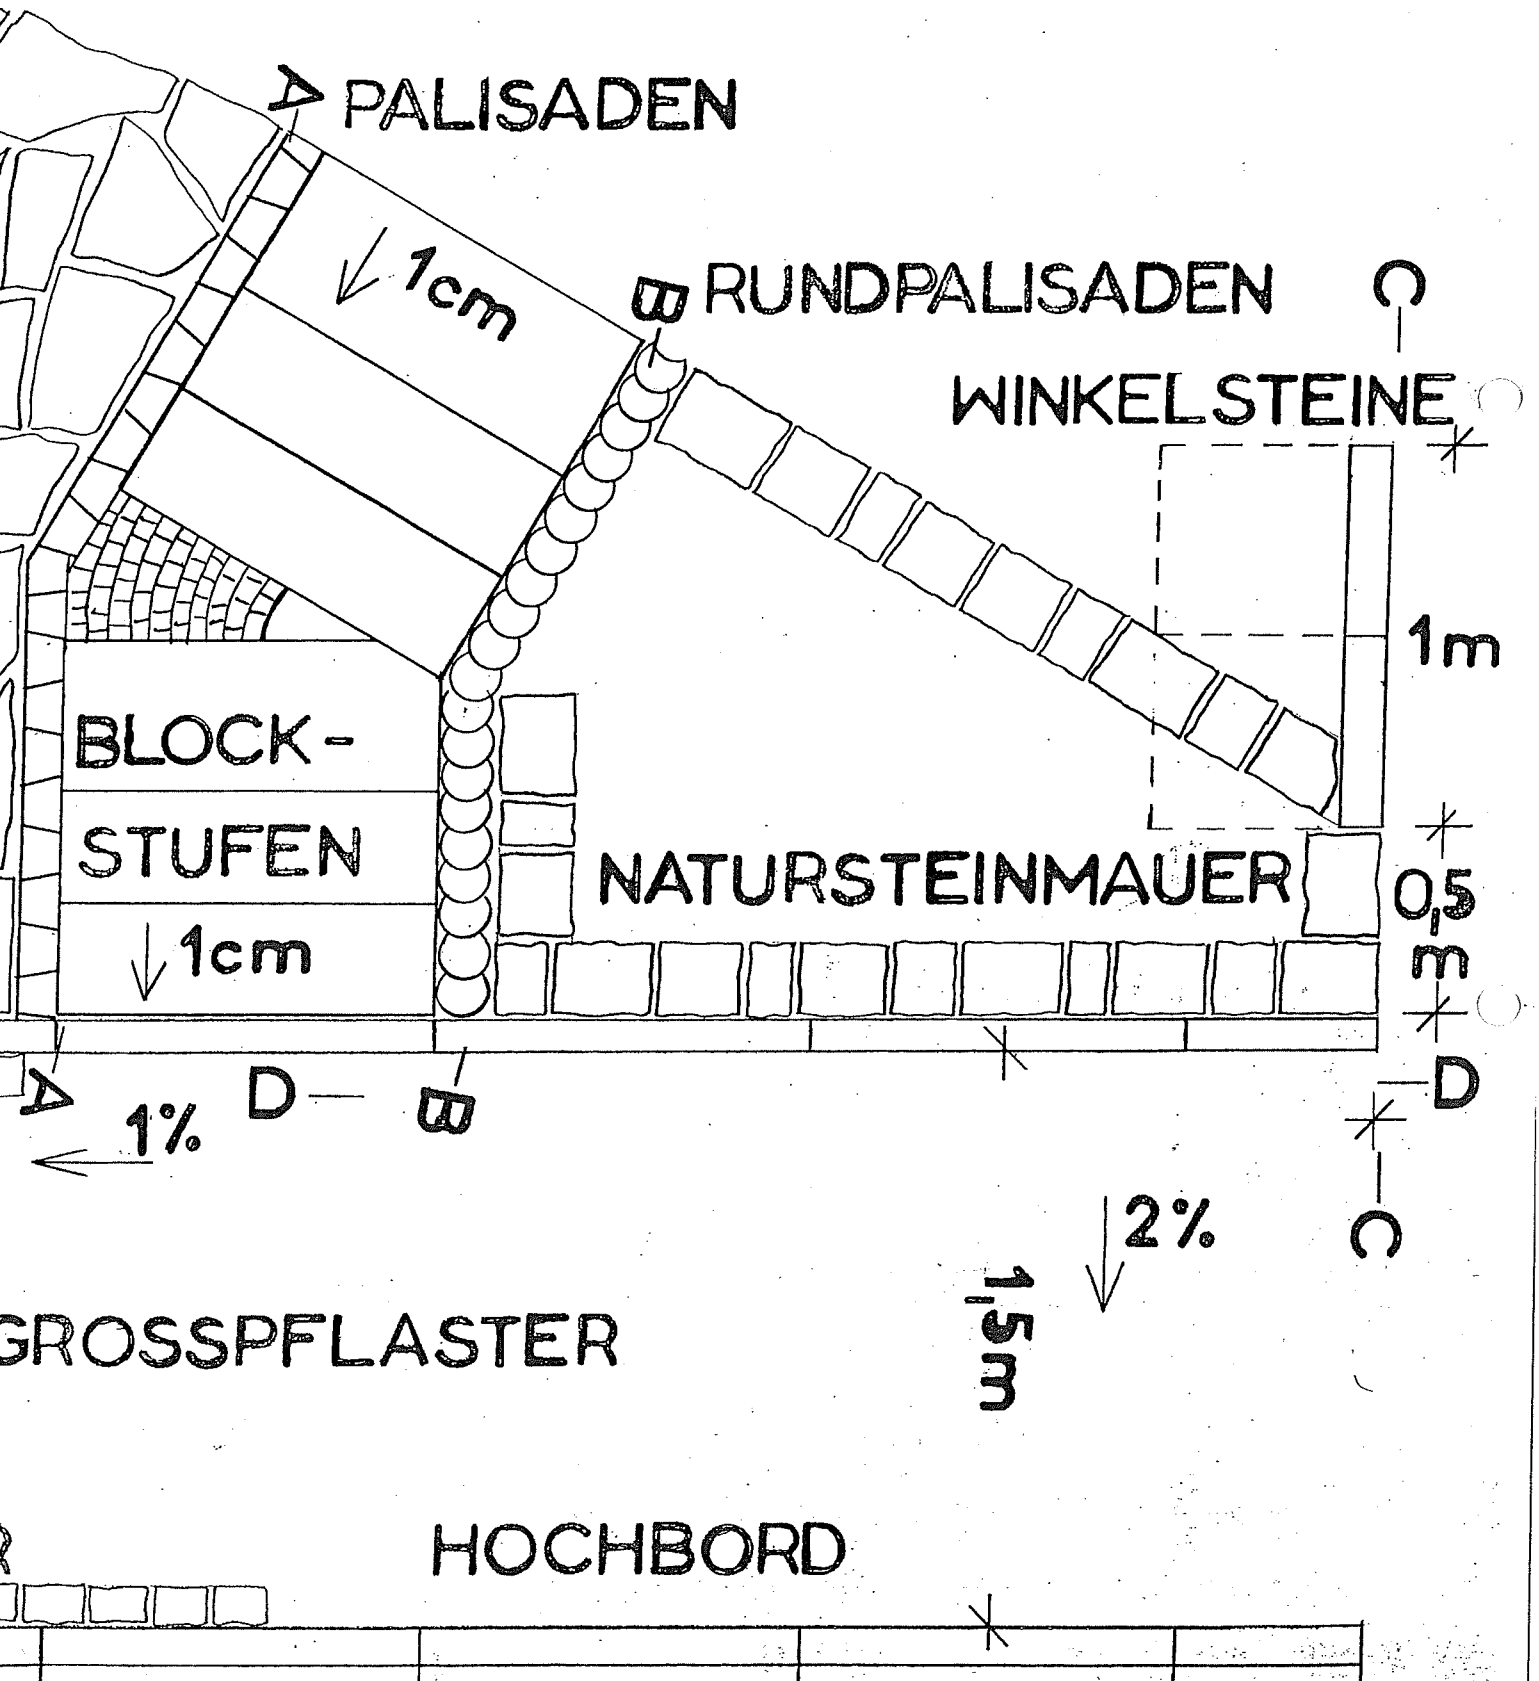 A PALISADEN
1cm
B RUNDPALISADEN
C
WINKELSTEINE
1m
BLOCK-
STUFEN
1cm
NATURSTEINMAUER
0,5
m
A
1%
D
B
D
2%
C
1,5m
GROSSPFLASTER
HOCHBORD